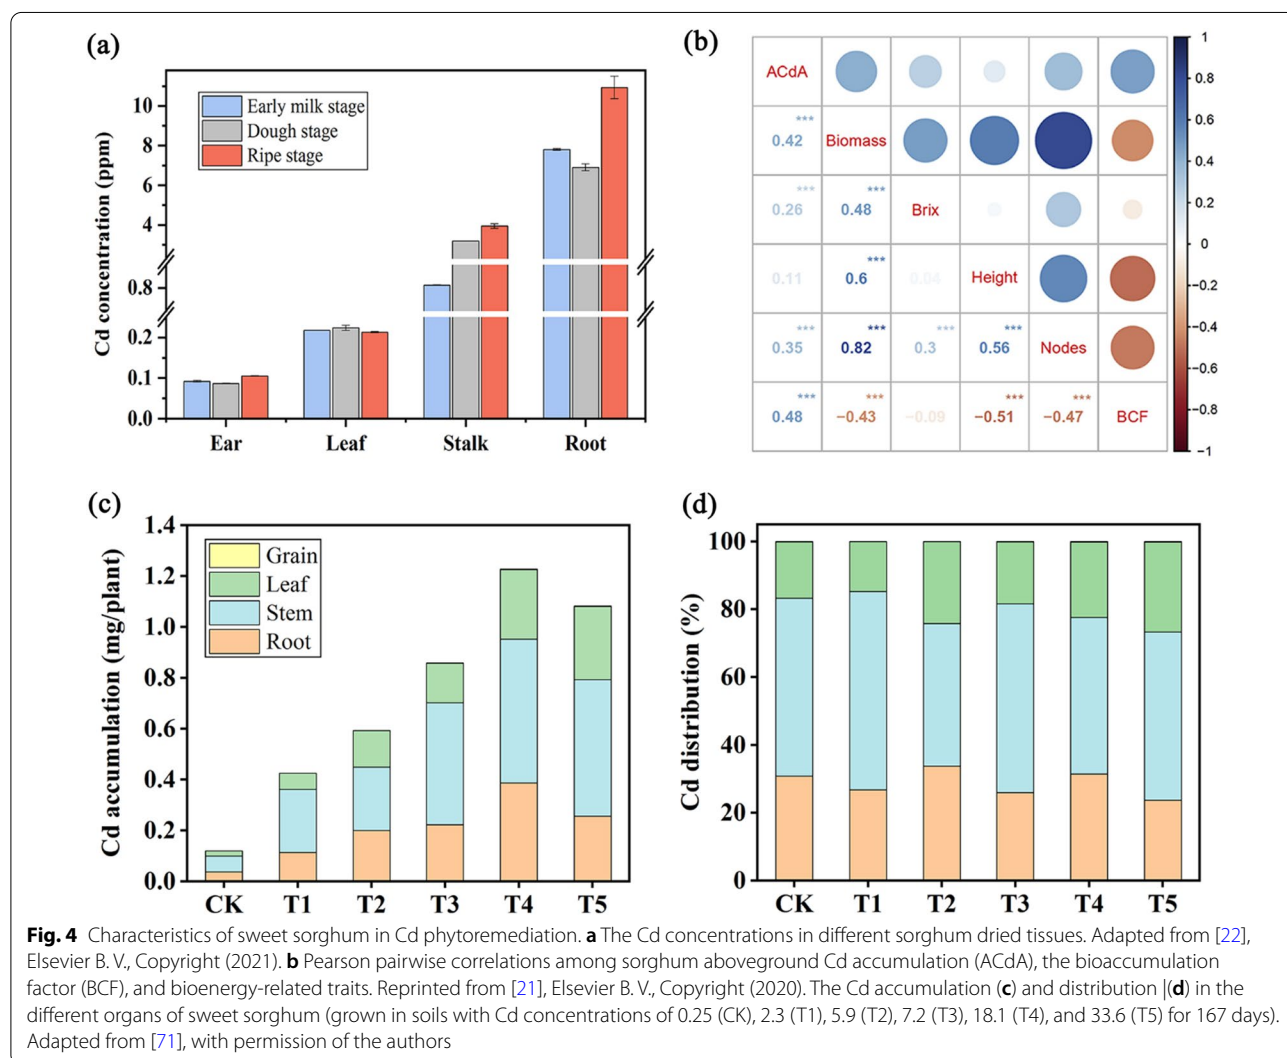 (a)
Cd concentration (ppm)
10
8
6
4
0.8
0.2
0.1
0.0
Early milk stage
Dough stage
Ripe stage
Ear Leaf Stalk Root
(b)
ACdA
*** 
0.42 Biomass
*** ***
0.26 0.48 Brix
***
0.11 0.6 0.04 Height
*** *** *** ***
0.35 0.82 0.3 0.56 Nodes
*** *** *** ***
0.48 −0.43 −0.09 −0.51 −0.47 BCF
1
0.8
0.6
0.4
0.2
0
−0.2
−0.4
−0.6
−0.8
−1
(c)
Cd accumulation (mg/plant)
1.4
1.2
1.0
0.8
0.6
0.4
0.2
0.0
Grain
Leaf
Stem
Root
CK T1 T2 T3 T4 T5
(d)
Cd distribution (%)
100
80
60
40
20
0
CK T1 T2 T3 T4 T5
Fig. 4 Characteristics of sweet sorghum in Cd phytoremediation. a The Cd concentrations in different sorghum dried tissues. Adapted from [22],
Elsevier B. V., Copyright (2021). b Pearson pairwise correlations among sorghum aboveground Cd accumulation (ACdA), the bioaccumulation
factor (BCF), and bioenergy-related traits. Reprinted from [21], Elsevier B. V., Copyright (2020). The Cd accumulation (c) and distribution |(d) in the
different organs of sweet sorghum (grown in soils with Cd concentrations of 0.25 (CK), 2.3 (T1), 5.9 (T2), 7.2 (T3), 18.1 (T4), and 33.6 (T5) for 167 days).
Adapted from [71], with permission of the authors